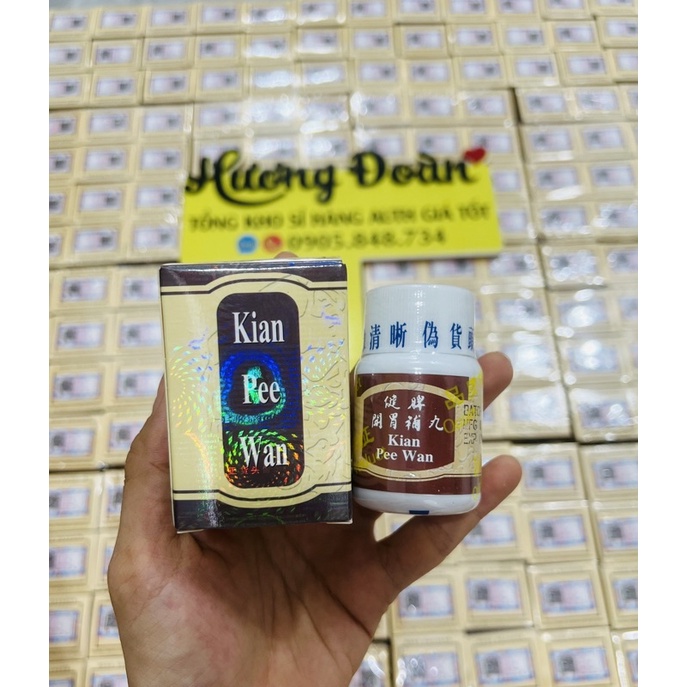 Hương Đoàn
TỔNG KHO SỈ HÀNG AUTH GIÁ TỐT
0905.848.734
Kian
Pee
Wan
清晰 偽貨
健脾
開胃補丸
Kian
Pee Wan